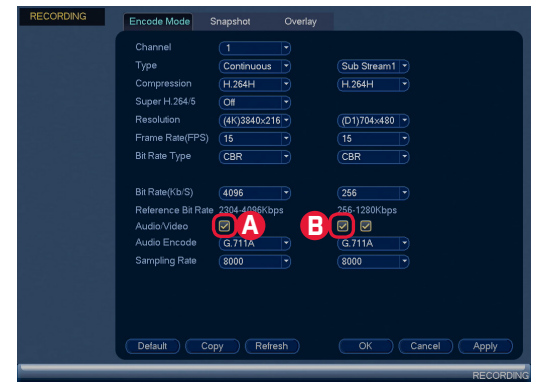 RECORDING
Encode Mode Snapshot Overlay
Channel 1
Type Continuous Sub Stream1
Compression H.264H H.264H
Super H.264/5 Off
Resolution (4K)3840x216 (D1)704x480
Frame Rate(FPS) 15 15
Bit Rate Type CBR CBR
Bit Rate(Kb/S) 4096 256
Reference Bit Rate 2304-4096Kbps 256-1280Kbps
Audio/Video A B
Audio Encode G.711A G.711A
Sampling Rate 8000 8000
Default Copy Refresh OK Cancel Apply
RECORDING